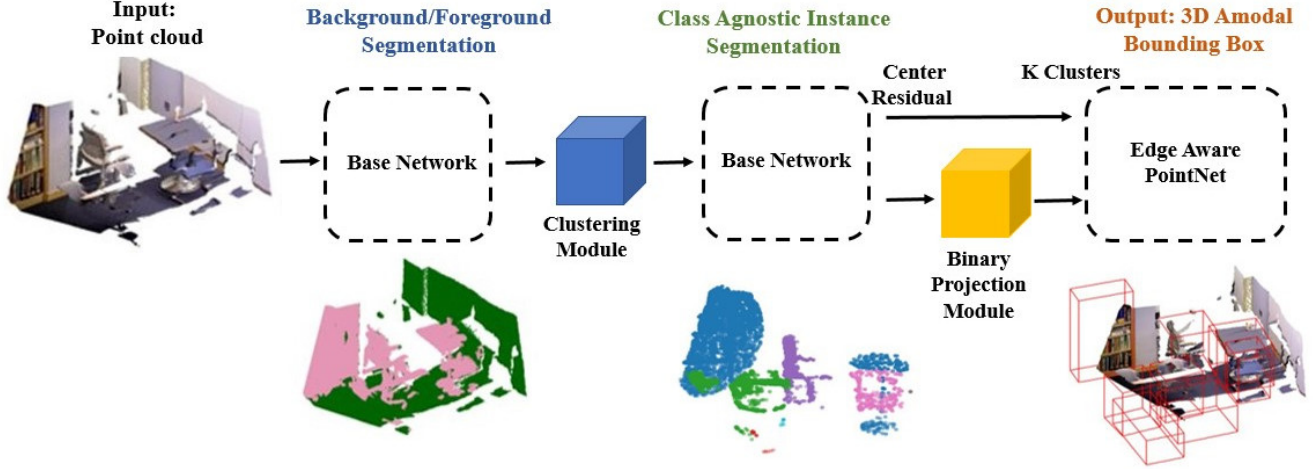 Input:
Point cloud
Background/Foreground
Segmentation
Class Agnostic Instance
Segmentation
Output: 3D Amodal
Bounding Box
Base Network
Clustering
Module
Base Network
Center
Residual
K Clusters
Binary
Projection
Module
Edge Aware
PointNet